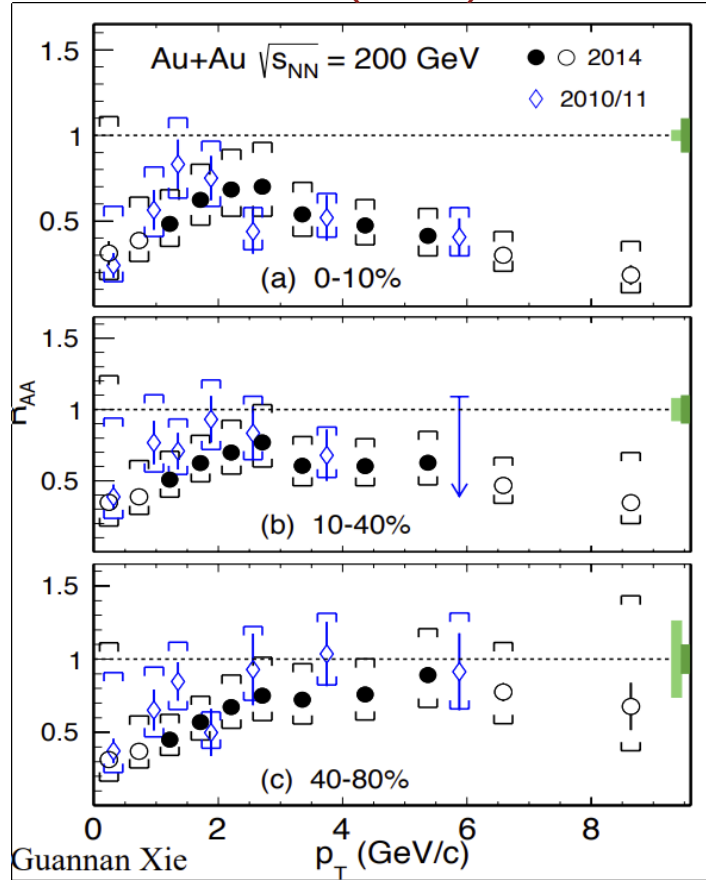 Au+Au √sNN = 200 GeV
2014
2010/11
1.5
1
0.5
(a) 0-10%
1.5
1
0.5
RAA
(b) 10-40%
1.5
1
0.5
(c) 40-80%
0 2 4 6 8
Guannan Xie
pT (GeV/c)